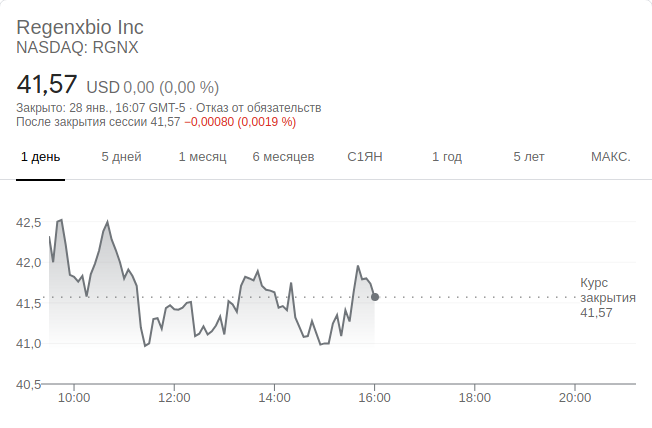 Regenxbio Inc
NASDAQ: RGNX
41,57 USD 0,00 (0,00 %)
Закрыто: 28 янв., 16:07 GMT-5 · Отказ от обязательств
После закрытия сессии 41,57 −0,00080 (0,0019 %)
1 день 5 дней 1 месяц 6 месяцев С1ЯН 1 год 5 лет МАКС.
42,5
42,0
41,5
41,0
40,5
Курс
закрытия
41,57
10:00 12:00 14:00 16:00 18:00 20:00